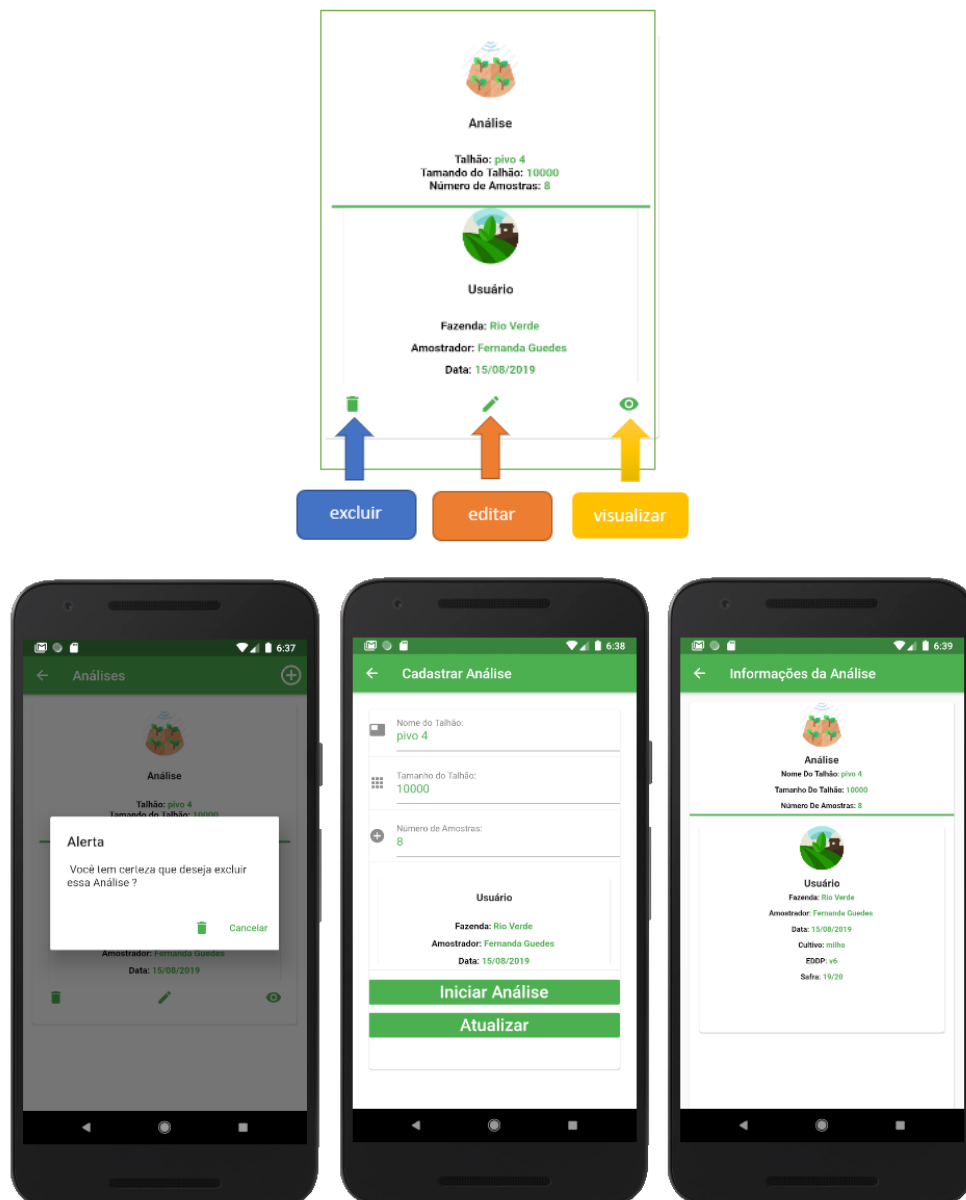 Análise
Talhão: pivo 4
Tamando do Talhão: 10000
Número de Amostras: 8
Usuário
Fazenda: Rio Verde
Amostrador: Fernanda Guedes
Data: 15/08/2019
excluir
editar
visualizar
6:37
Análises
Análise
Talhão: pivo 4
Tamando do Talhão: 10000
Alerta
Você tem certeza que deseja excluir
essa Análise ?
Cancelar
Amostrador: Fernanda Guedes
Data: 15/08/2019
6:38
Cadastrar Análise
Nome do Talhão:
pivo 4
Tamanho do Talhão:
10000
Número de Amostras:
8
Usuário
Fazenda: Rio Verde
Amostrador: Fernanda Guedes
Data: 15/08/2019
Iniciar Análise
Atualizar
6:39
Informações da Análise
Análise
Nome Do Talhão: pivo 4
Tamanho Do Talhão: 10000
Número De Amostras: 8
Usuário
Fazenda: Rio Verde
Amostrador: Fernanda Guedes
Data: 15/08/2019
Cultivo: milho
EDDP: v6
Safra: 19/20